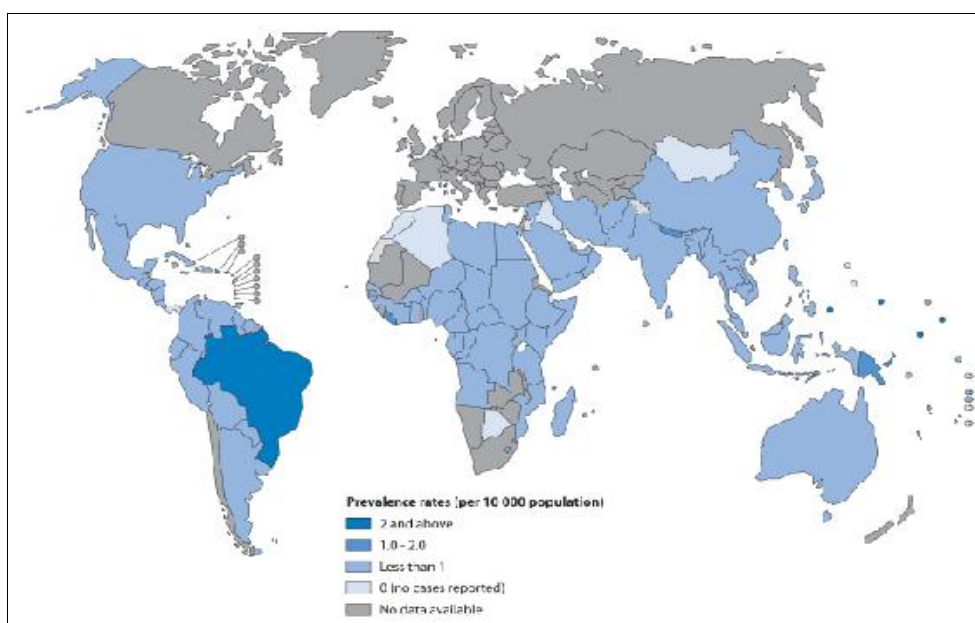 Prevalence rates (per 10 000 population)
2 and above
1.0 - 2.0
Less than 1
0 (no cases reported)
No data available